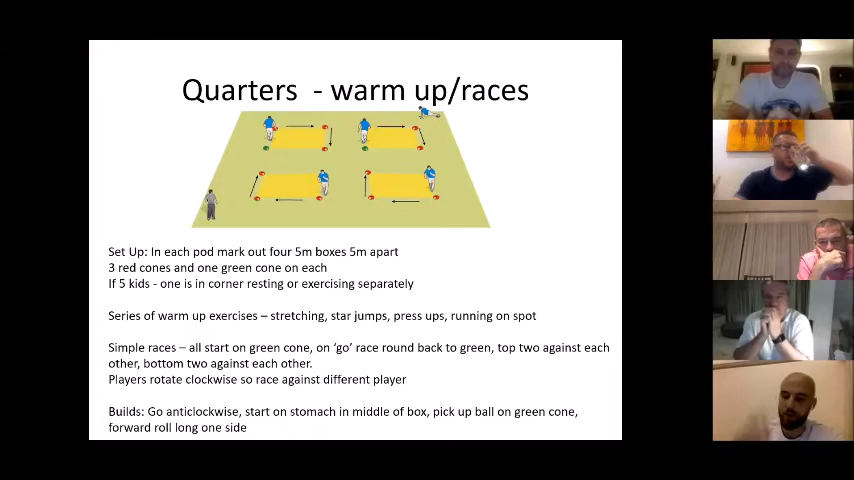 Quarters - warm up/races
Set Up: In each pod mark out four 5m boxes 5m apart
3 red cones and one green cone on each
If 5 kids - one is in corner resting or exercising separately
Series of warm up exercises – stretching, star jumps, press ups, running on spot
Simple races – all start on green cone, on ‘go’ race round back to green, top two against each
other, bottom two against each other.
Players rotate clockwise so race against different player
Builds: Go anticlockwise, start on stomach in middle of box, pick up ball on green cone,
forward roll long one side